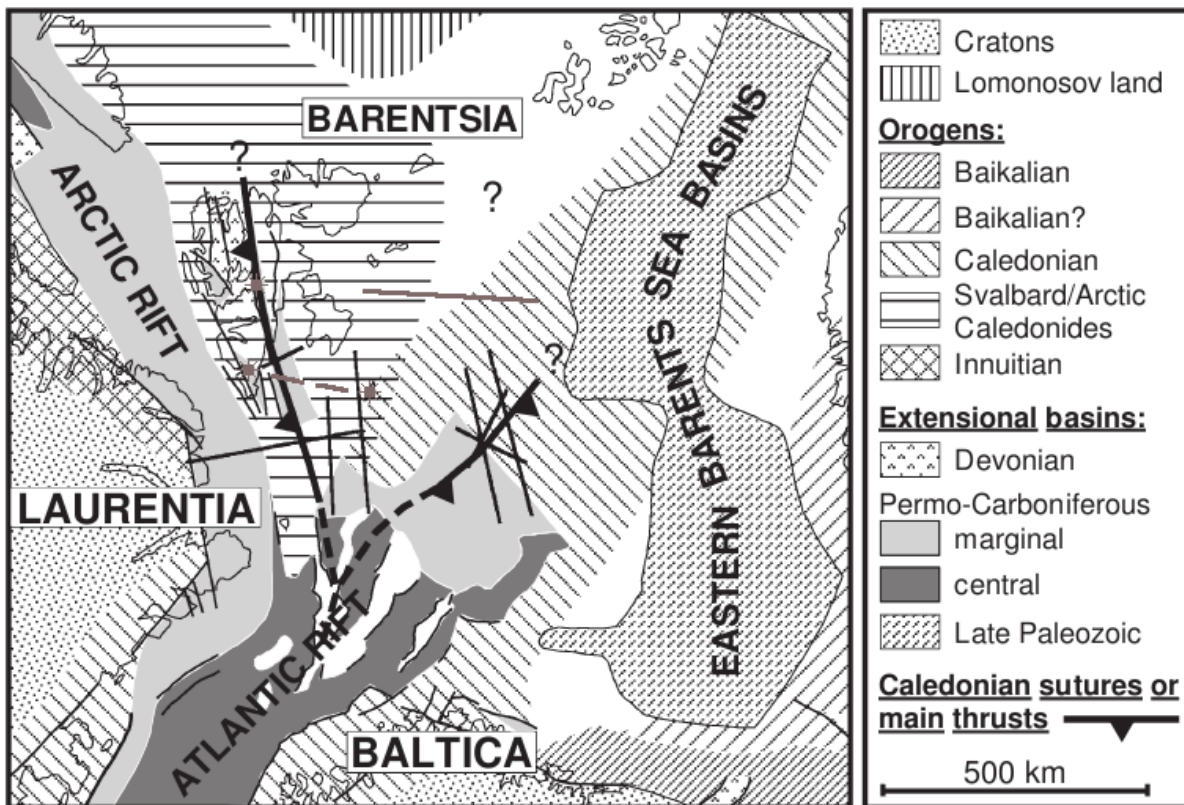 BARENTSIA
?
?
?
ARCTIC RIFT
EASTERN BARENTS SEA BASINS
LAURENTIA
ATLANTIC RIFT
BALTICA
Cratons
Lomonosov land
Orogens:
Baikalian
Baikalian?
Caledonian
Svalbard/Arctic
Caledonides
Innuitian
Extensional basins:
Devonian
Permo-Carboniferous
marginal
central
Late Paleozoic
Caledonian sutures or
main thrusts
500 km